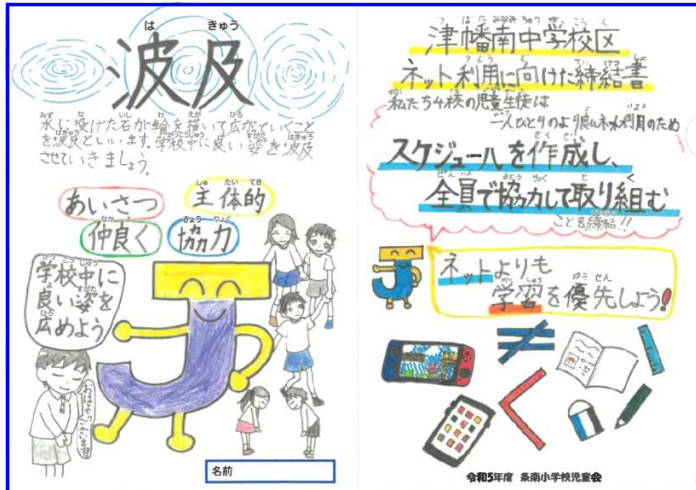 波及
水に投げた石が輪を描いて広がていくこと
を波及といいます。学校中に良い姿を波及
させていきましょう。
あいさつ
主体的
仲良く
協力
学校中に
良い姿を
広めよう
おはようございます
名前
津幡南中学校区
ネット利用に向けた締結書
私たち4校の児童生徒は
一人ひとりのより良いネット利用のため
スケジュールを作成し、
全員で協力して取り組む
ことを締結!!
ネットよりも
学習を優先しよう!
令和5年度 条南小学校児童会